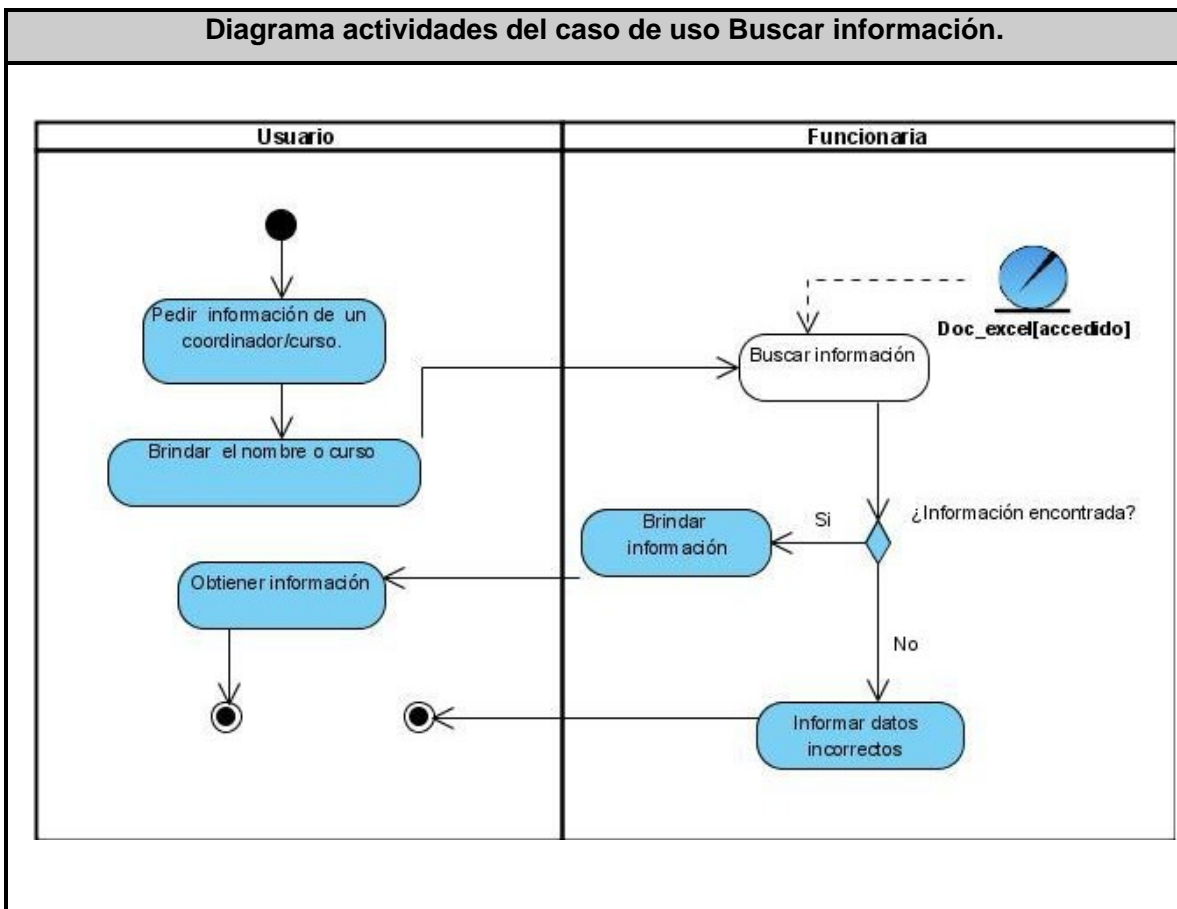 Diagrama actividades del caso de uso Buscar información.
Usuario
Funcionaria
Pedir información de un
coordinador/curso.
Doc_excel[accedido]
Buscar información
Brindar el nombre o curso
¿Información encontrada?
Si
Brindar
información
Obtiener información
No
Informar datos
incorrectos